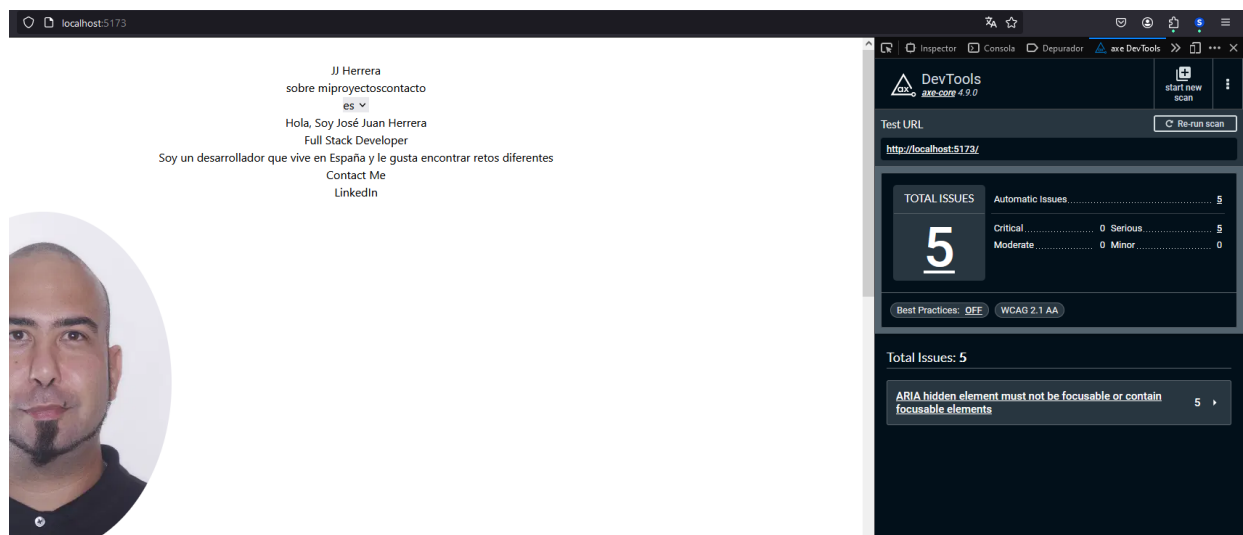 localhost:5173
JJ Herrera
sobre miproyectoscontacto
es
Hola, Soy José Juan Herrera
Full Stack Developer
Soy un desarrollador que vive en España y le gusta encontrar retos diferentes
Contact Me
LinkedIn
Inspector Consola Depurador axe DevTools
ax DevTools
axe-core 4.9.0
start new scan
Test URL
Re-run scan
http://localhost:5173/
TOTAL ISSUES
5
Automatic Issues 5
Critical 0 Serious 5
Moderate 0 Minor 0
Best Practices: OFF WCAG 2.1 AA
Total Issues: 5
ARIA hidden element must not be focusable or contain
focusable elements
5